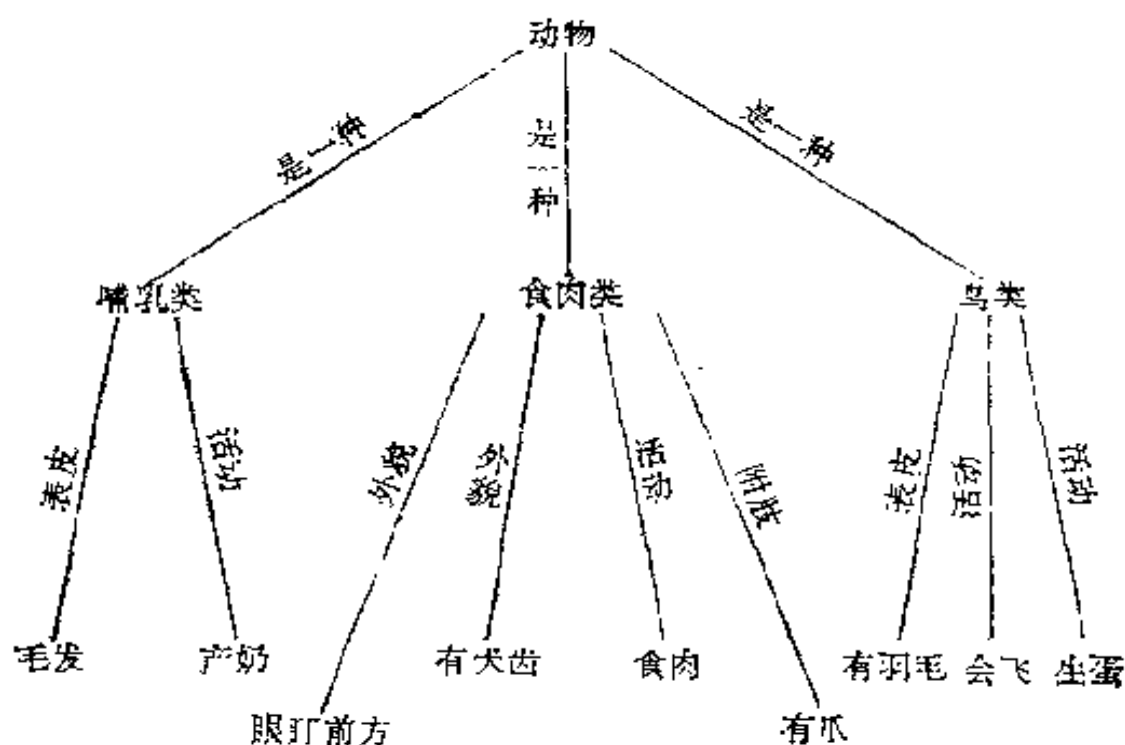 动物
是一种
是一种
是一种
哺乳类
食肉类
鸟类
表皮
活动
外貌
外貌
活动
附肢
表皮
活动
活动
毛发
产奶
有犬齿
食肉
有羽毛
会飞
生蛋
眼盯前方
有爪